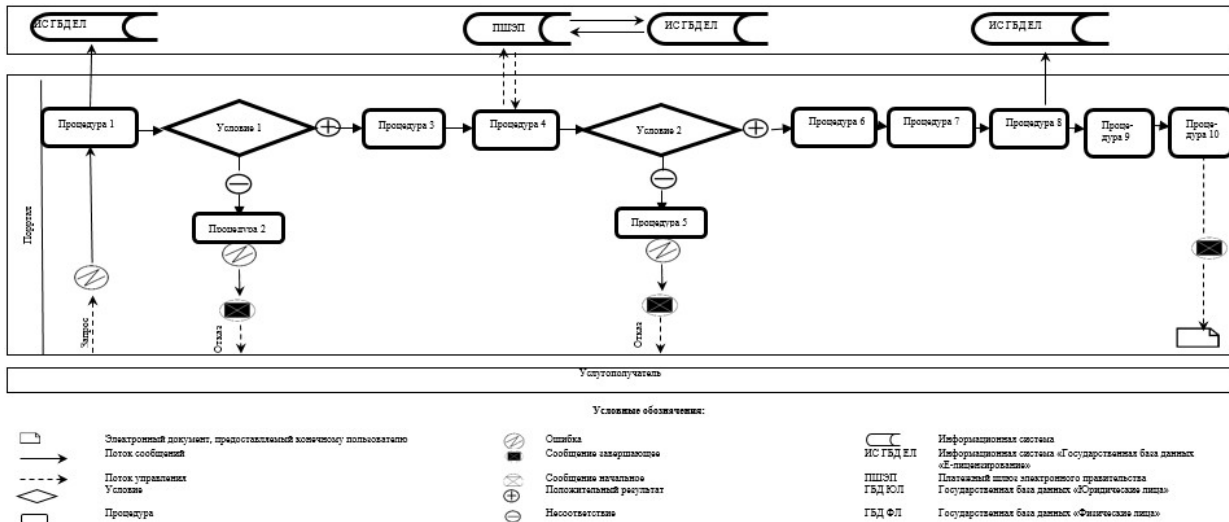 ИС ГБД ЕЛ
ПШЭП
ИС ГБД ЕЛ
ИС ГБД ЕЛ
Процедура 1
Условие 1
Процедура 3
Процедура 4
Условие 2
Процедура 6
Процедура 7
Процедура 8
Проце-
дура 9
Проце-
дура 10
Процедура 2
Процедура 5
Портал
Запрос
Отказ
Отказ
Услугополучатель
Условные обозначения:
Электронный документ, предоставляемый конечному пользователю
Поток сообщений
Поток управления
Условие
Процедура
Ошибка
Сообщение завершающее
Сообщение начальное
Положительный результат
Несоответствие
Информационная система
ИС ГБД ЕЛ Информационная система «Государственная база данных
«Е-лицензирование»
ПШЭП Платежный шлюз электронного правительства
ГБД ЮЛ Государственная база данных «Юридические лица»
ГБД ФЛ Государственная база данных «Физические лица»